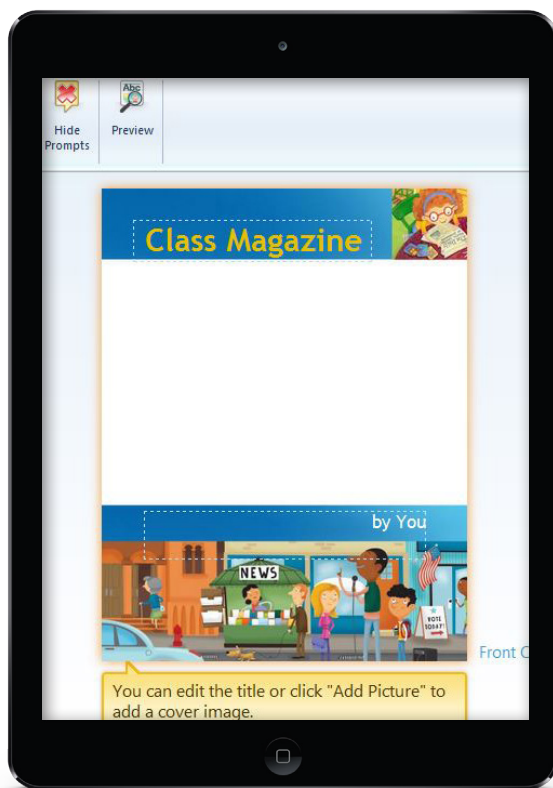 Abc
Hide
Prompts
Preview
Class Magazine
by You
NEWS
VOTE
TODAY!
Front C
You can edit the title or click "Add Picture" to
add a cover image.